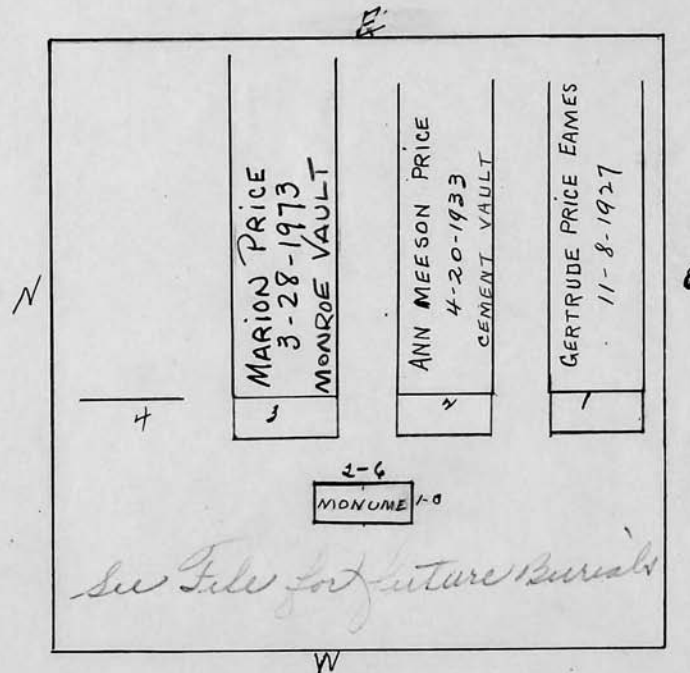 E
N
MARION PRICE
3-28-1973
MONROE VAULT
ANN MEESON PRICE
4-20-1933
CEMENT VAULT
GERTRUDE PRICE EAMES
11-8-1927
4
3
2
1
2-6
MONUME 1-0
See File for future Burials
W